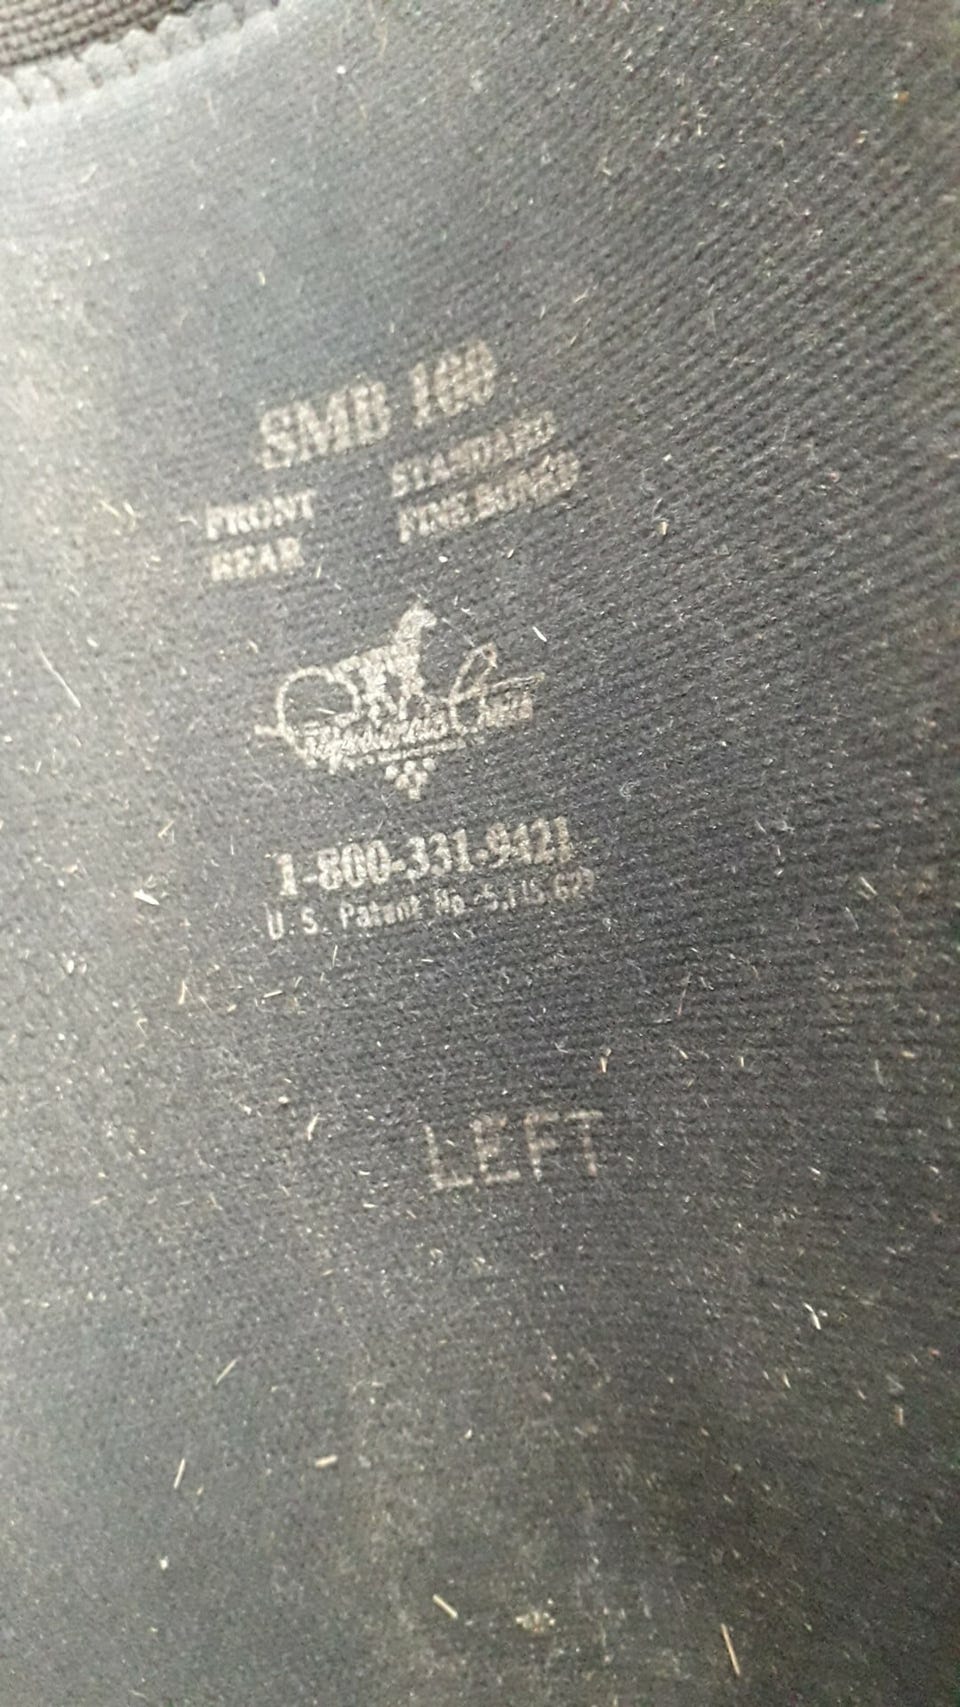 SMB 100
FRONT STANDARD
REAR FINE BONED
1-800-331-9421
U.S. Patent No.
LEFT